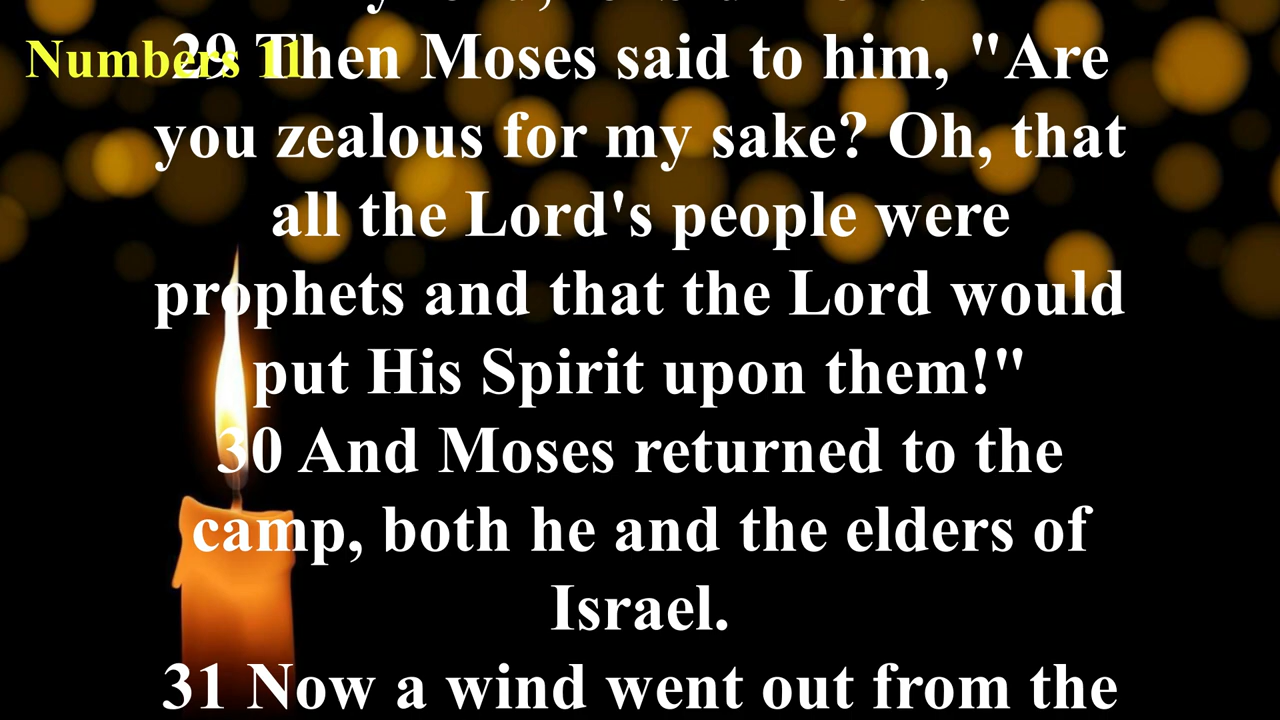 Numbers 11
29 Then Moses said to him, "Are
you zealous for my sake? Oh, that
all the Lord's people were
prophets and that the Lord would
put His Spirit upon them!"
30 And Moses returned to the
camp, both he and the elders of
Israel.
31 Now a wind went out from the